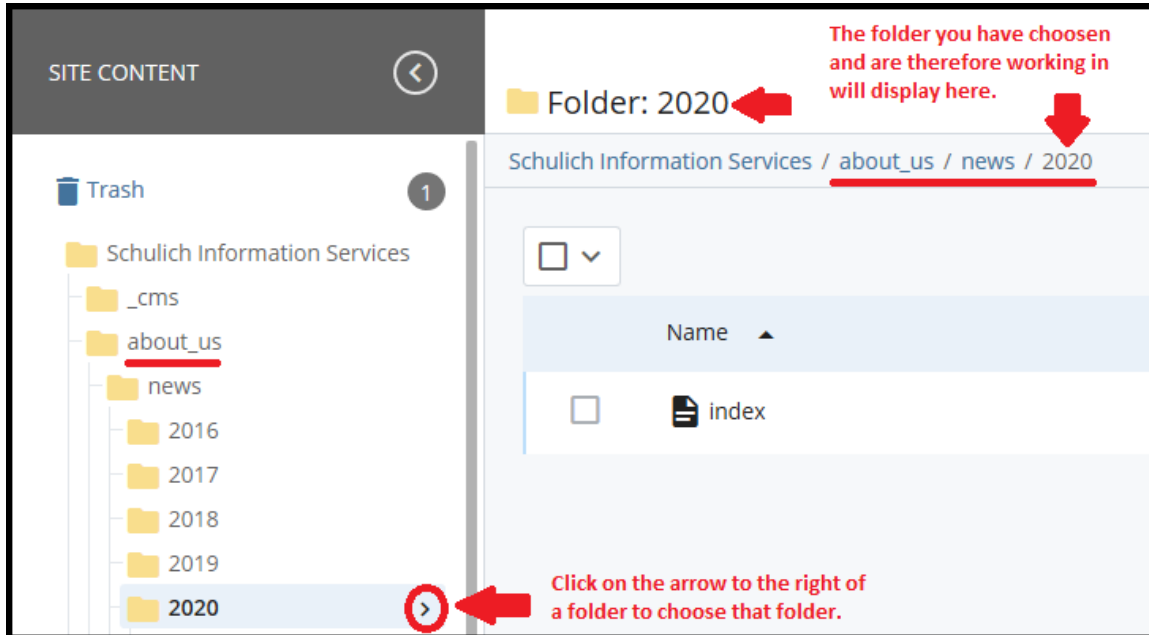 SITE CONTENT
Trash
1
Schulich Information Services
_cms
about_us
news
2016
2017
2018
2019
2020
The folder you have choosen
and are therefore working in
will display here.
Folder: 2020
Schulich Information Services / about_us / news / 2020
Name
index
Click on the arrow to the right of
a folder to choose that folder.